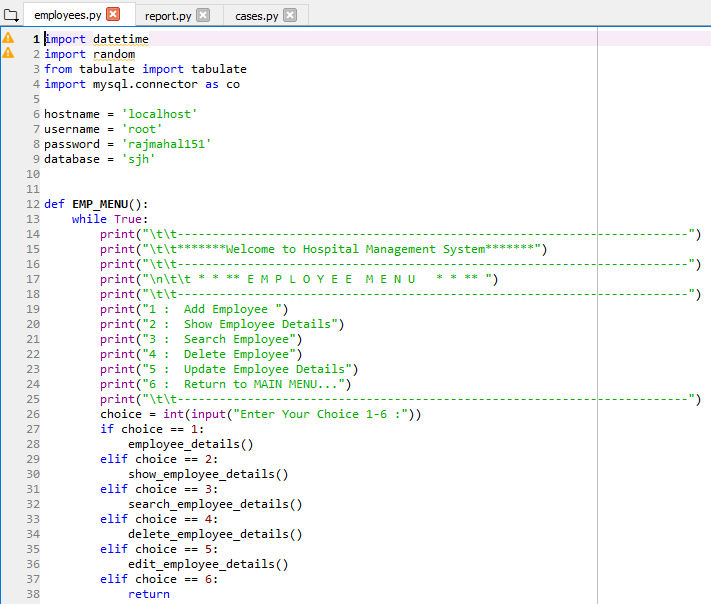 employees.py report.py cases.py
1 import datetime
2 import random
3 from tabulate import tabulate
4 import mysql.connector as co
5
6 hostname = 'localhost'
7 username = 'root'
8 password = 'rajmahal151'
9 database = 'sjh'
10
11
12 def EMP_MENU():
13     while True:
14         print("\t\t-------------------------------------------------------------------------")
15         print("\t\t*******Welcome to Hospital Management System*******")
16         print("\t\t-------------------------------------------------------------------------")
17         print("\n\t\t * * ** E M P L O Y E E  M E N U   * * ** ")
18         print("\t\t-------------------------------------------------------------------------")
19         print("1 :  Add Employee ")
20         print("2 :  Show Employee Details")
21         print("3 :  Search Employee")
22         print("4 :  Delete Employee")
23         print("5 :  Update Employee Details")
24         print("6 :  Return to MAIN MENU...")
25         print("\t\t-------------------------------------------------------------------------")
26         choice = int(input("Enter Your Choice 1-6 :"))
27         if choice == 1:
28             employee_details()
29         elif choice == 2:
30             show_employee_details()
31         elif choice == 3:
32             search_employee_details()
33         elif choice == 4:
34             delete_employee_details()
35         elif choice == 5:
36             edit_employee_details()
37         elif choice == 6:
38             return